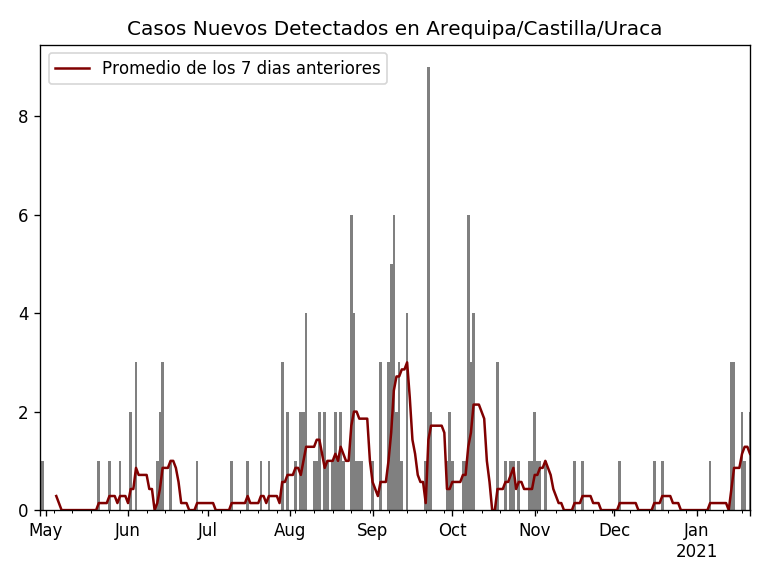 Casos Nuevos Detectados en Arequipa/Castilla/Uraca
Promedio de los 7 dias anteriores
8
6
4
2
0
May Jun Jul Aug Sep Oct Nov Dec Jan
2021